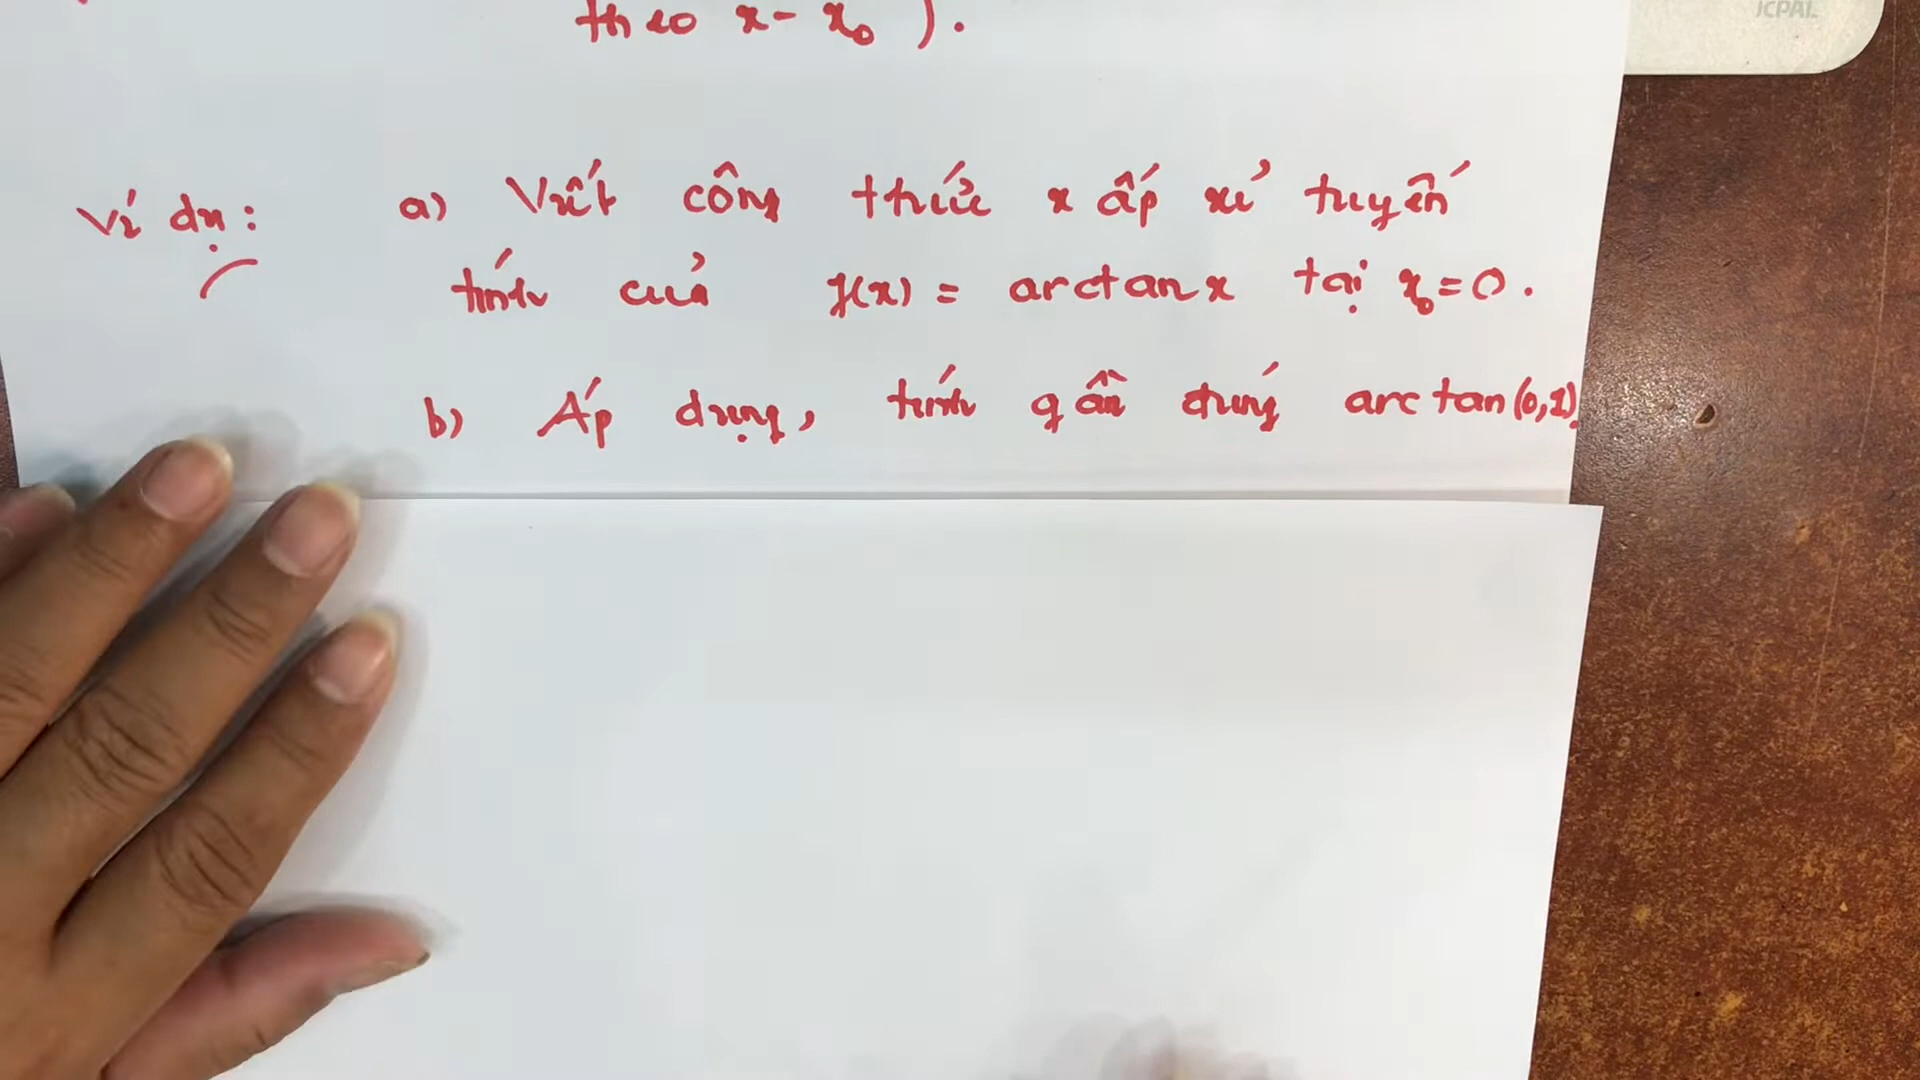 JCPAL
theo x - x₀ ).
Ví dụ: a) Viết công thức xấp xỉ tuyến
tính của f(x) = arctan x tại x₀ = 0.
b) Áp dụng, tính gần đúng arctan(0,1).